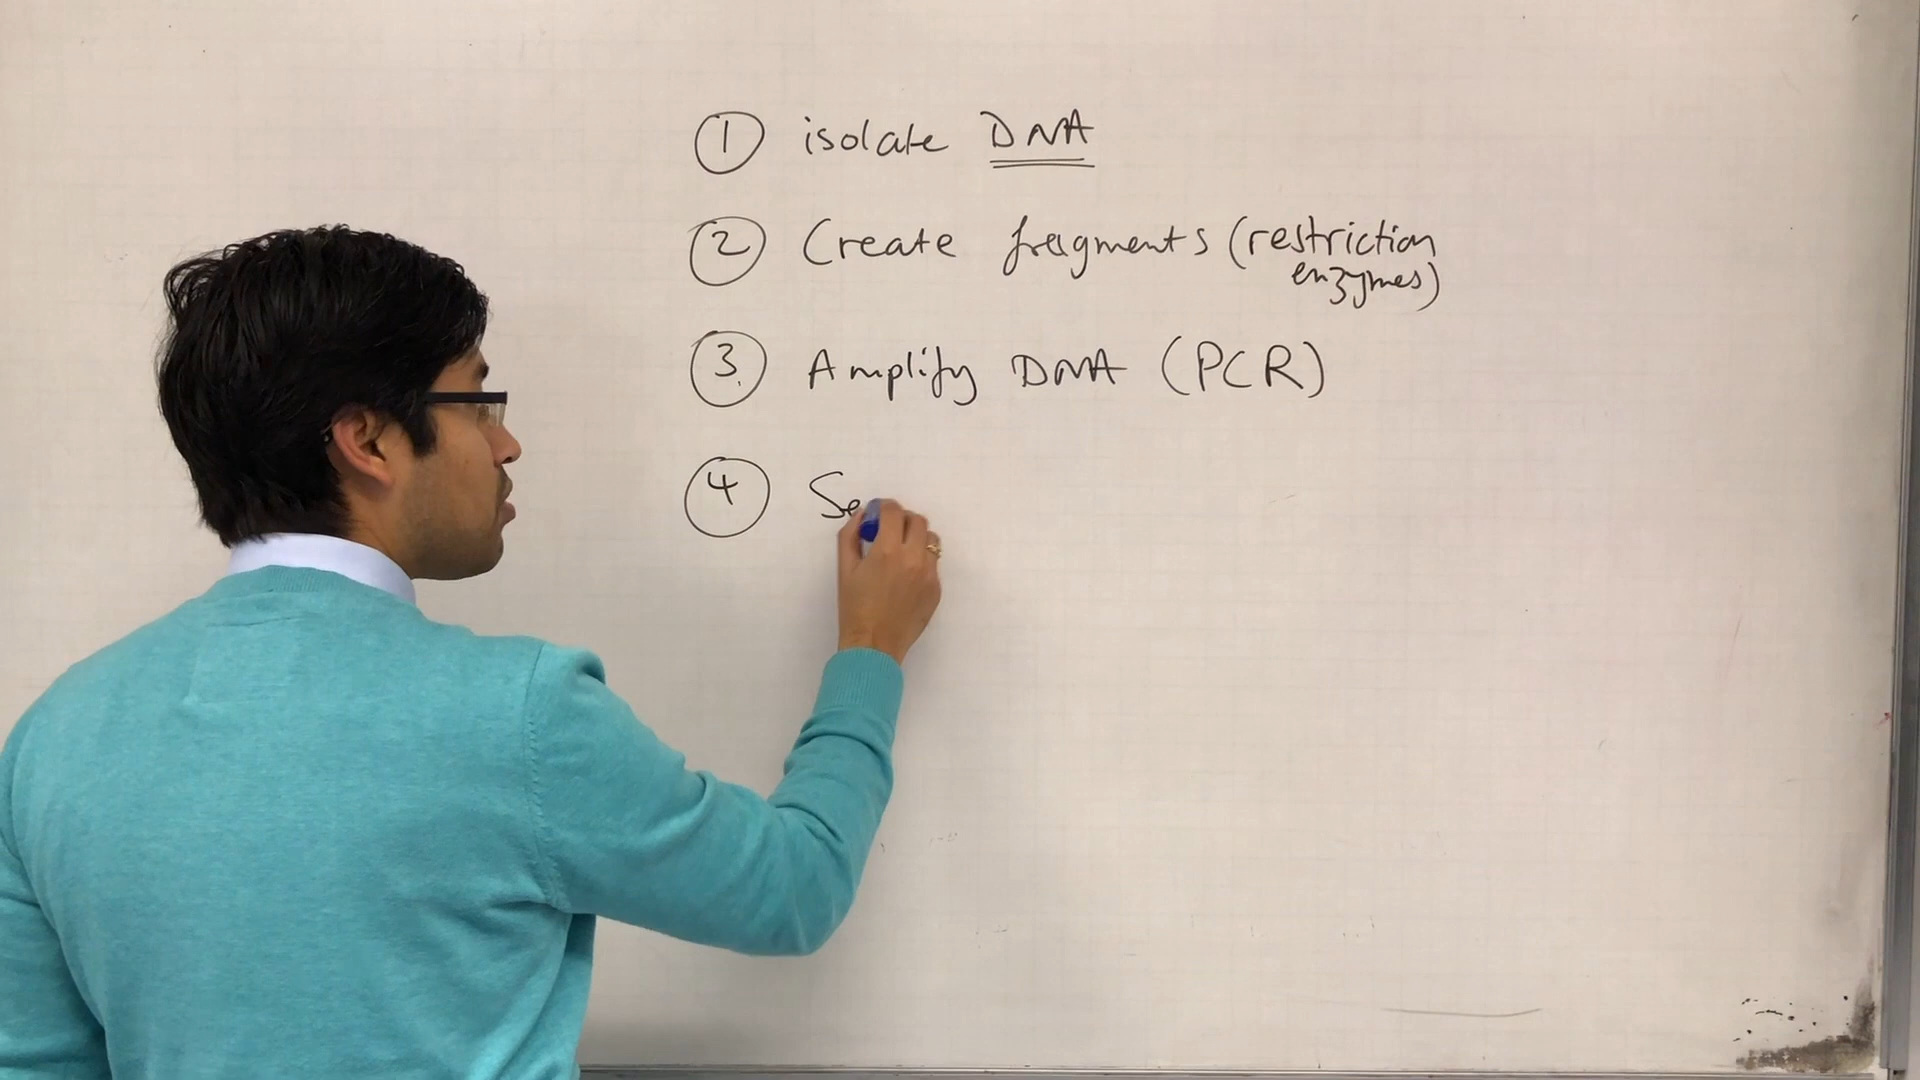 ① isolate DNA
② Create fragments (restriction
enzymes)
③ Amplify DNA (PCR)
④ Se